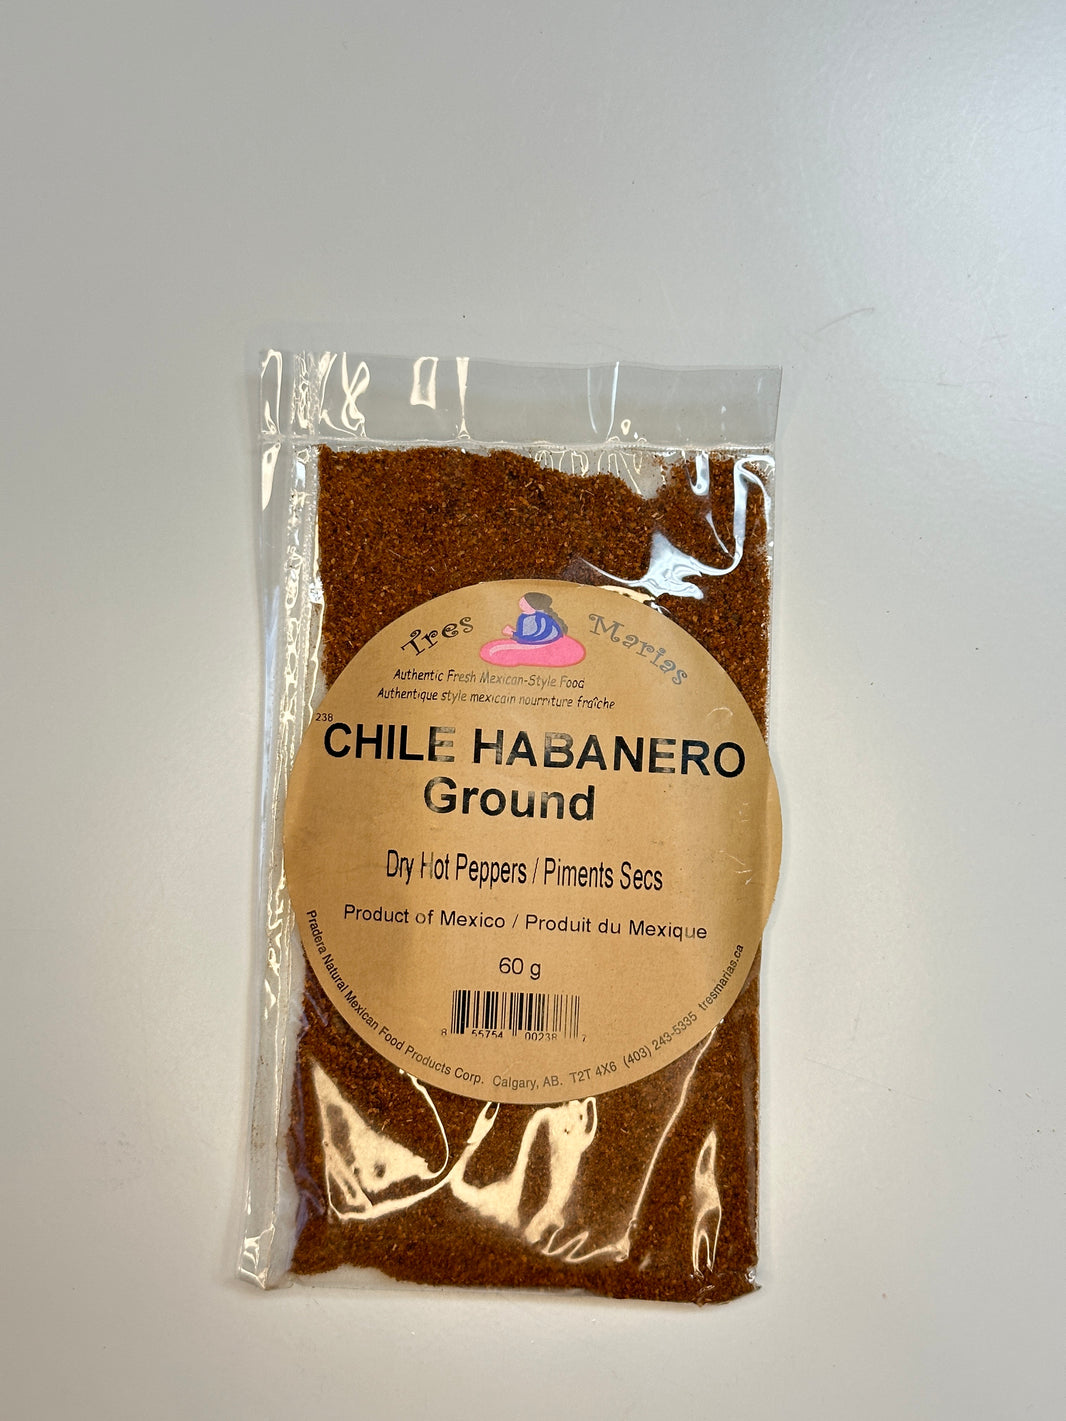 Tres Marias
Authentic Fresh Mexican-Style Food
Authentique style mexicain nourriture fraîche
238
CHILE HABANERO
Ground
Dry Hot Peppers / Piments Secs
Product of Mexico / Produit du Mexique
60 g
8 55754 00238 7
Pradera Natural Mexican Food Products Corp. Calgary, AB. T2T 4X6 (403) 243-5335 tresmarias.ca